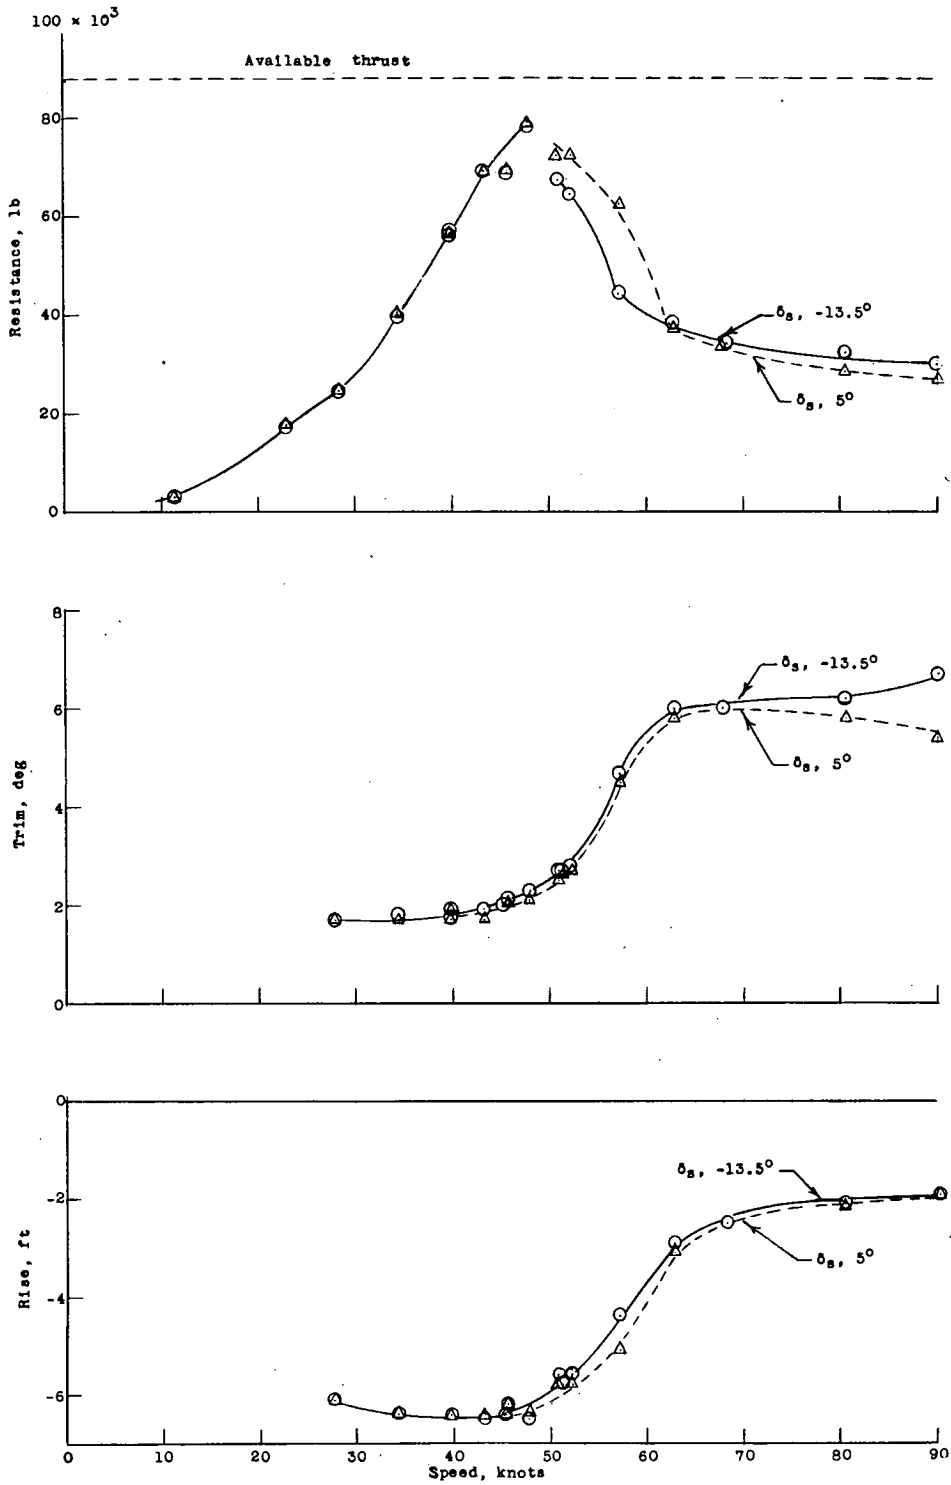 100 × 10³
Available thrust
80
60
40
20
0
Resistance, lb
δs, -13.5°
δs, 5°
8
6
4
2
0
Trim, deg
δs, -13.5°
δs, 5°
0
-2
-4
-6
Rise, ft
δs, -13.5°
δs, 5°
0 10 20 30 40 50 60 70 80 90
Speed, knots